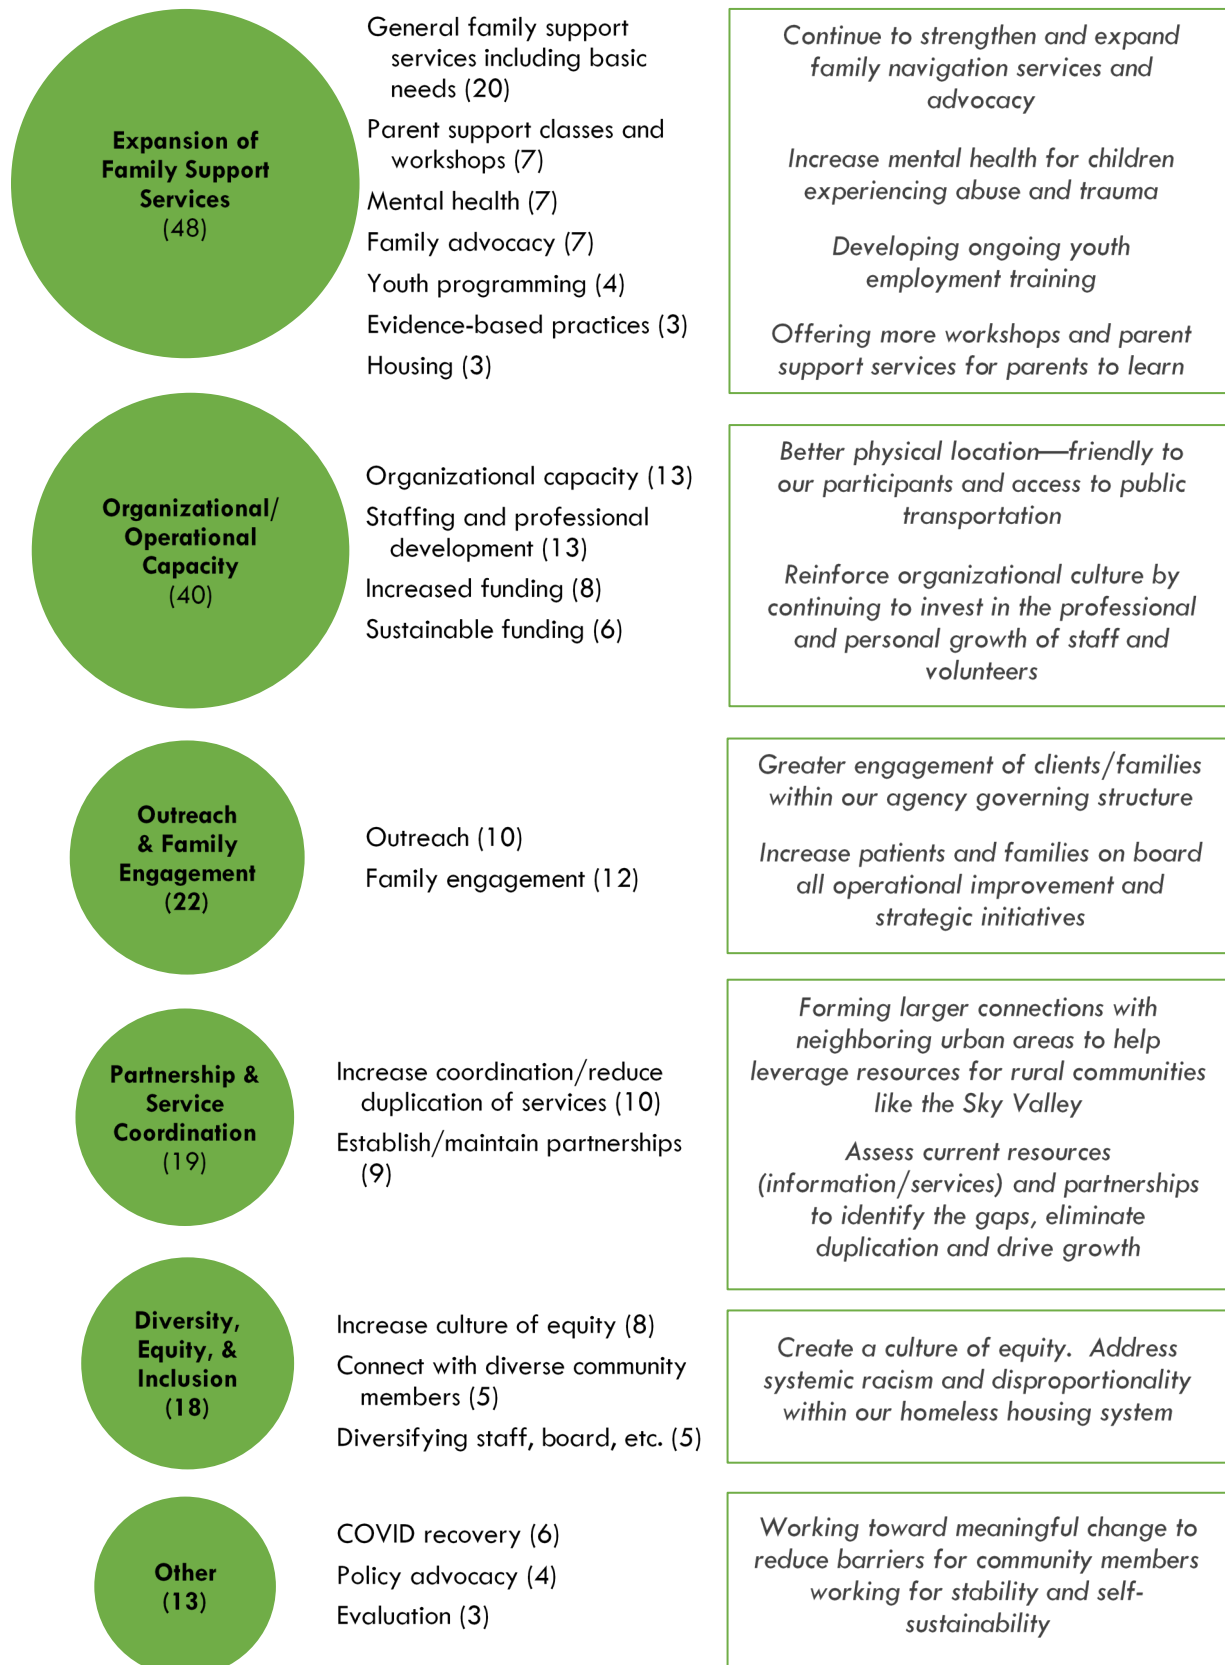 Expansion of
Family Support
Services
(48)
General family support
services including basic
needs (20)
Parent support classes and
workshops (7)
Mental health (7)
Family advocacy (7)
Youth programming (4)
Evidence-based practices (3)
Housing (3)
Continue to strengthen and expand
family navigation services and
advocacy
Increase mental health for children
experiencing abuse and trauma
Developing ongoing youth
employment training
Offering more workshops and parent
support services for parents to learn
Organizational/
Operational
Capacity
(40)
Organizational capacity (13)
Staffing and professional
development (13)
Increased funding (8)
Sustainable funding (6)
Better physical location—friendly to
our participants and access to public
transportation
Reinforce organizational culture by
continuing to invest in the professional
and personal growth of staff and
volunteers
Outreach
& Family
Engagement
(22)
Outreach (10)
Family engagement (12)
Greater engagement of clients/families
within our agency governing structure
Increase patients and families on board
all operational improvement and
strategic initiatives
Partnership &
Service
Coordination
(19)
Increase coordination/reduce
duplication of services (10)
Establish/maintain partnerships
(9)
Forming larger connections with
neighboring urban areas to help
leverage resources for rural communities
like the Sky Valley
Assess current resources
(information/services) and partnerships
to identify the gaps, eliminate
duplication and drive growth
Diversity,
Equity, &
Inclusion
(18)
Increase culture of equity (8)
Connect with diverse community
members (5)
Diversifying staff, board, etc. (5)
Create a culture of equity.  Address
systemic racism and disproportionality
within our homeless housing system
Other
(13)
COVID recovery (6)
Policy advocacy (4)
Evaluation (3)
Working toward meaningful change to
reduce barriers for community members
working for stability and self-
sustainability